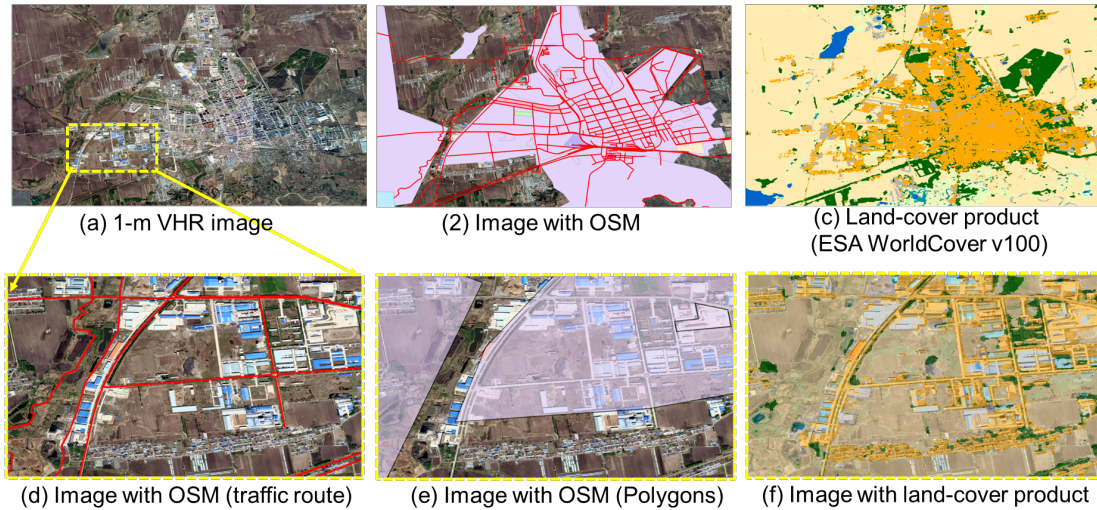 (a) 1-m VHR image
(2) Image with OSM
(c) Land-cover product
(ESA WorldCover v100)
(d) Image with OSM (traffic route)
(e) Image with OSM (Polygons)
(f) Image with land-cover product